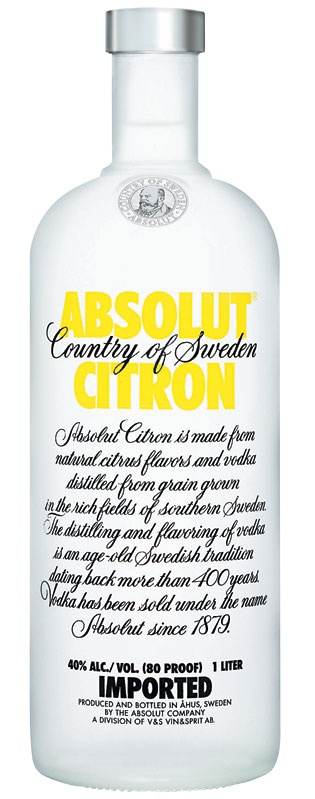 COUNTRY OF SWEDEN
ABSOLUT
ABSOLUT®
Country of Sweden
CITRON
Absolut Citron is made from
natural citrus flavors and vodka
distilled from grain grown
in the rich fields of southern Sweden.
The distilling and flavoring of vodka
is an age-old Swedish tradition
dating back more than 400 years.
Vodka has been sold under the name
Absolut since 1879.
40% ALC./VOL. (80 PROOF) 1 LITER
IMPORTED
PRODUCED AND BOTTLED IN ÅHUS, SWEDEN
BY THE ABSOLUT COMPANY
A DIVISION OF V&S VIN&SPRIT AB.